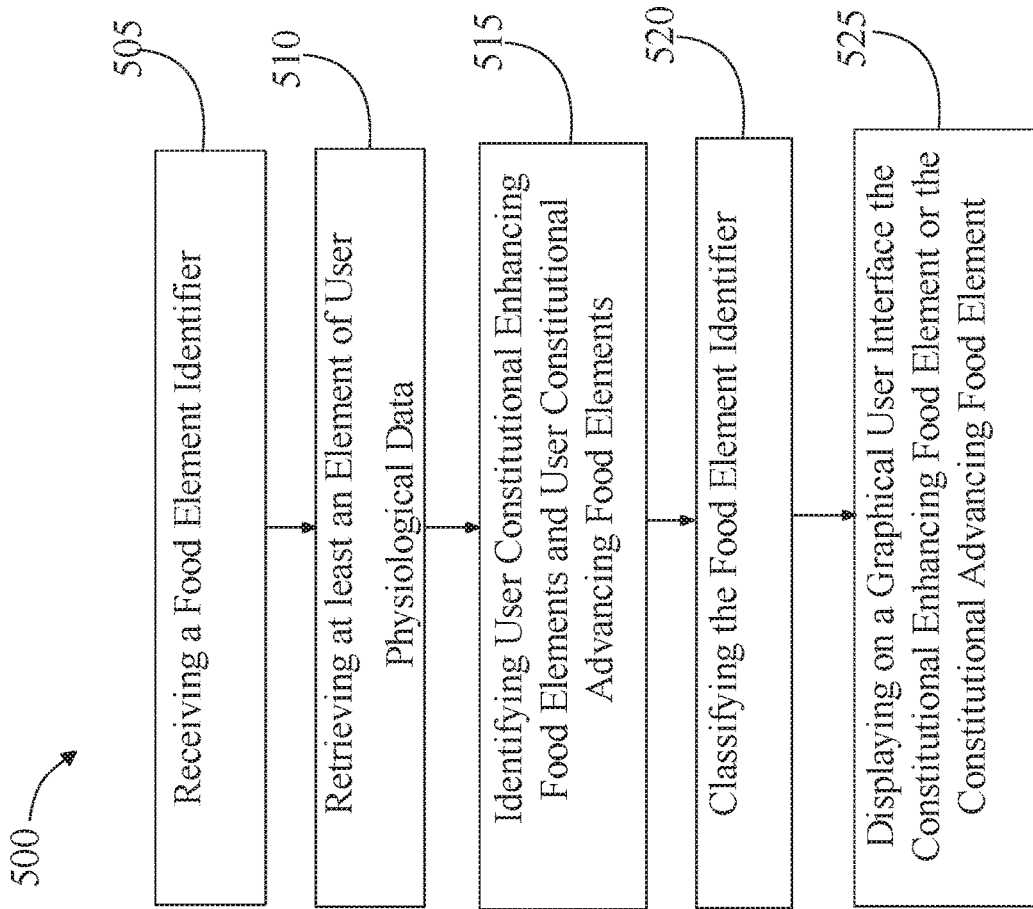 500
Receiving a Food Element Identifier
505
Retrieving at least an Element of User
Physiological Data
510
Identifying User Constitutional Enhancing
Food Elements and User Constitutional
Advancing Food Elements
515
Classifying the Food Element Identifier
520
Displaying on a Graphical User Interface the
Constitutional Enhancing Food Element or the
Constitutional Advancing Food Element
525